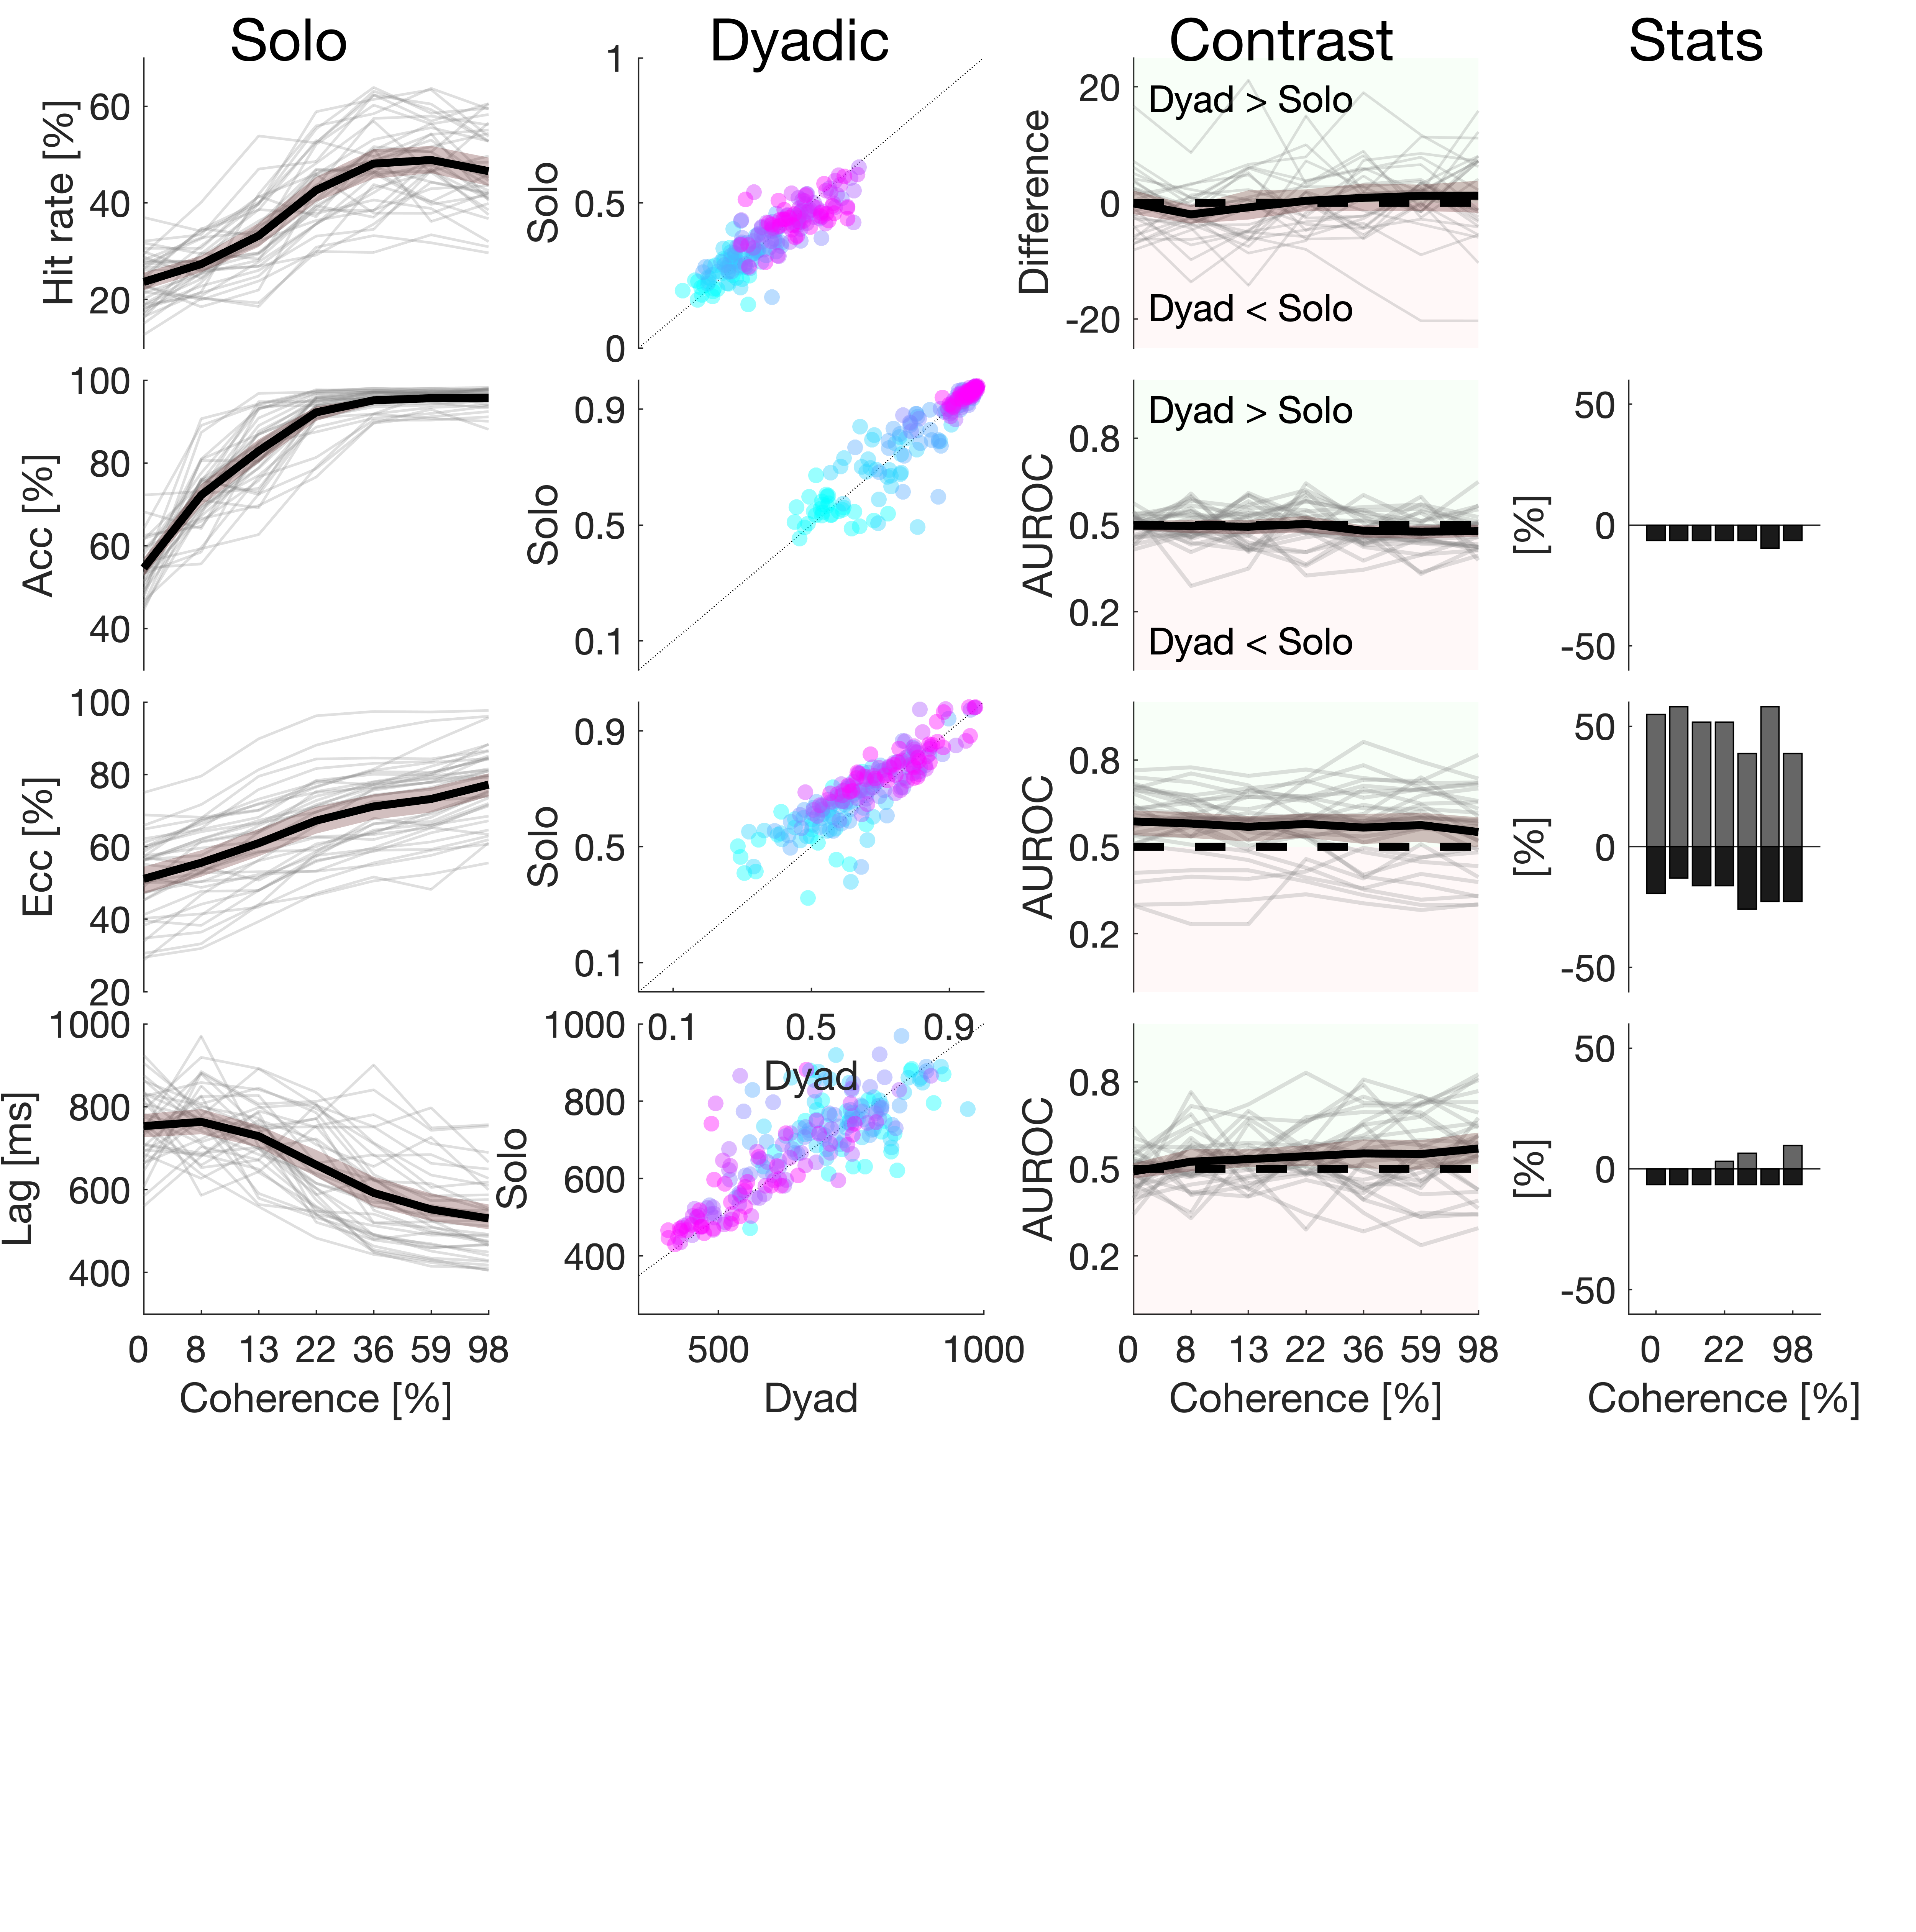 Solo
Dyadic
Contrast
Stats
Hit rate [%]
60
40
20
Solo
1
0.5
0
Difference
20
0
-20
Dyad > Solo
Dyad < Solo
Acc [%]
100
80
60
40
Solo
0.9
0.5
0.1
AUROC
0.8
0.5
0.2
Dyad > Solo
Dyad < Solo
[%]
50
0
-50
Ecc [%]
100
80
60
40
20
Solo
0.9
0.5
0.1
0.1 0.5 0.9
Dyad
AUROC
0.8
0.5
0.2
[%]
50
0
-50
Lag [ms]
1000
800
600
400
0 8 13 22 36 59 98
Coherence [%]
Solo
1000
800
600
400
500 1000
Dyad
AUROC
0.8
0.5
0.2
0 8 13 22 36 59 98
Coherence [%]
[%]
50
0
-50
0 22 98
Coherence [%]